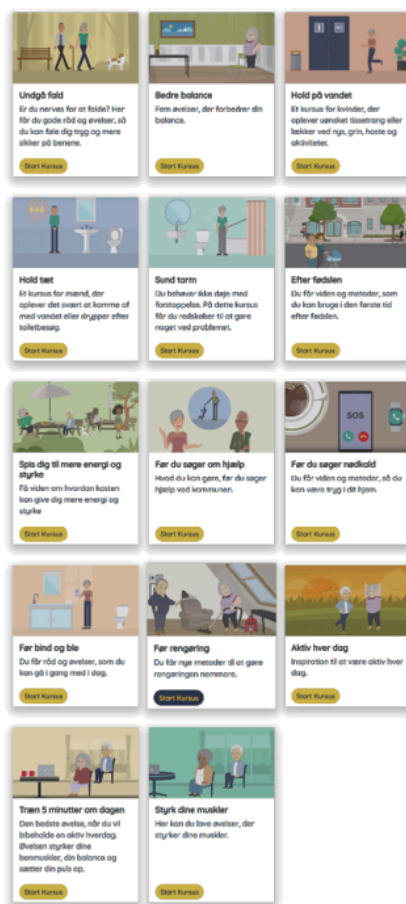 Undgå fald
Er du nervøs for at falde? Her
får du gode råd og øvelser, så
du kan føle dig tryg og mere
sikker på benene.
Start Kursus
Bedre balance
Fem øvelser, der forbedrer din
balance.
Start Kursus
Hold på vandet
Et kursus for kvinder, der
oplever uønsket tissetrang eller
lækker ved nys, grin, hoste og
aktiviteter.
Start Kursus
Hold tæt
Et kursus for mænd, der
oplever det svært at komme af
med vandet eller drypper efter
toiletbesøg.
Start Kursus
Sund tarm
Du behøver ikke døje med
forstoppelse. På dette kursus
får du redskaber til at gøre
noget ved problemet.
Start Kursus
Efter fødslen
Du får viden og metoder, som
du kan bruge i den første tid
efter fødslen.
Start Kursus
Spis dig til mere energi og
styrke
Få viden om hvordan kosten
kan give dig mere energi og
styrke
Start Kursus
Før du søger om hjælp
Hvad du kan gøre, før du søger
hjælp ved kommunen.
Start Kursus
SOS
Før du søger nødkald
Du får viden og metoder, så du
kan være tryg i dit hjem.
Start Kursus
Før bind og ble
Du får råd og øvelser, som du
kan gå i gang med i dag.
Start Kursus
Før rengøring
Du får nye metoder til at gøre
rengøringen nemmere.
Start Kursus
Aktiv hver dag
Inspiration til at være aktiv hver
dag.
Start Kursus
Træn 5 minutter om dagen
Den bedste øvelse, når du vil
bibeholde en aktiv hverdag.
Øvelsen styrker dine
benmuskler, din balance og
sætter din puls op.
Start Kursus
Styrk dine muskler
Her kan du lave øvelser, der
styrker dine muskler.
Start Kursus